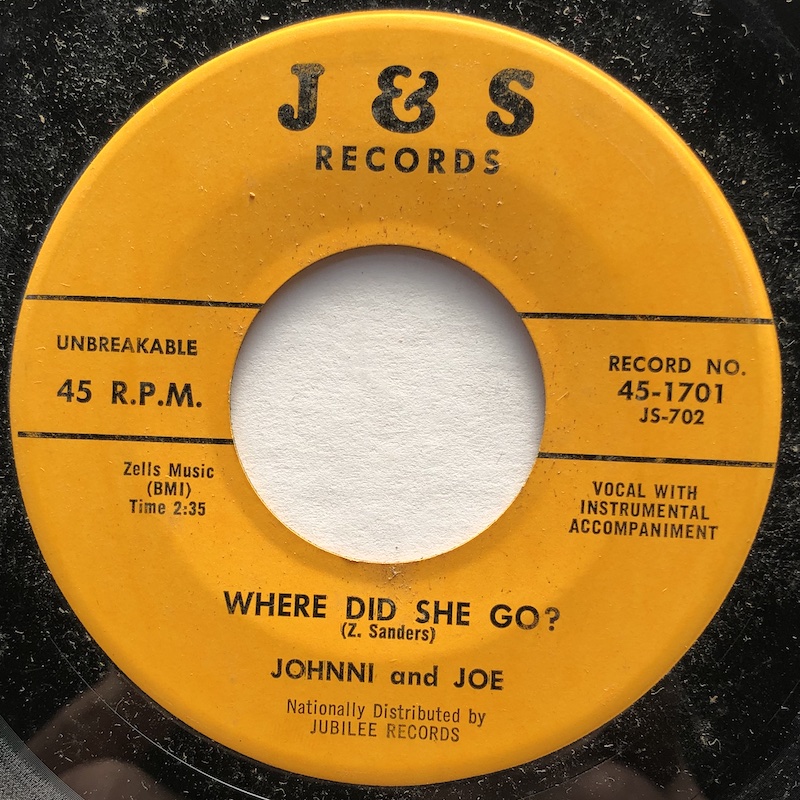 J & S
RECORDS
UNBREAKABLE
45 R.P.M.
RECORD NO.
45-1701
JS-702
Zells Music
(BMI)
Time 2:35
VOCAL WITH
INSTRUMENTAL
ACCOMPANIMENT
WHERE DID SHE GO?
(Z. Sanders)
JOHNNI and JOE
Nationally Distributed by
JUBILEE RECORDS